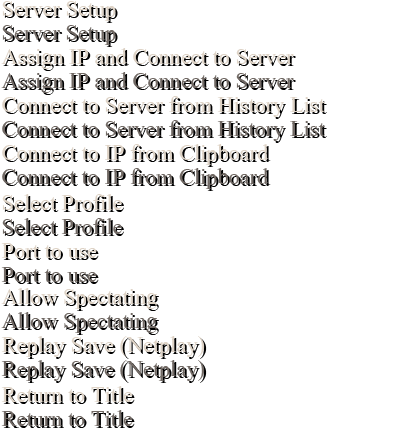 Server Setup
Server Setup
Assign IP and Connect to Server
Assign IP and Connect to Server
Connect to Server from History List
Connect to Server from History List
Connect to IP from Clipboard
Connect to IP from Clipboard
Select Profile
Select Profile
Port to use
Port to use
Allow Spectating
Allow Spectating
Replay Save (Netplay)
Replay Save (Netplay)
Return to Title
Return to Title